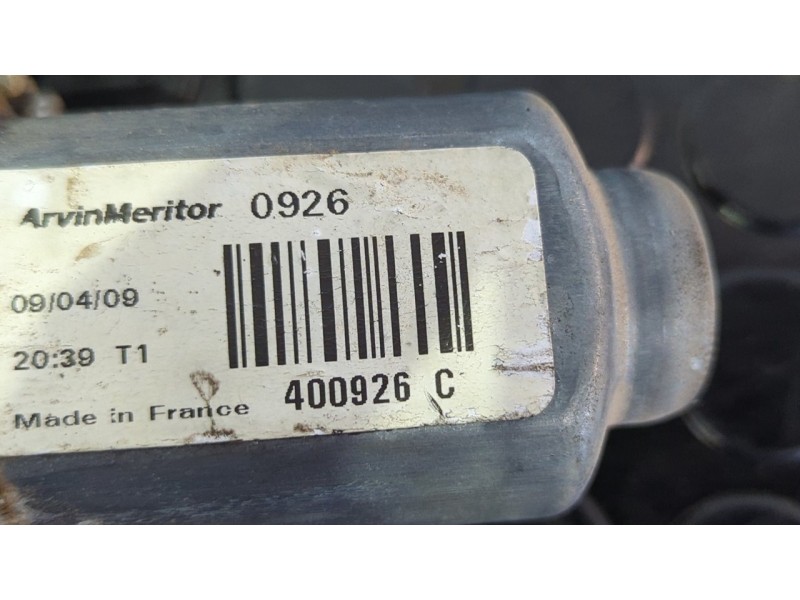 ArvinMeritor 0926
09/04/09
20:39 T1
400926 C
Made in France